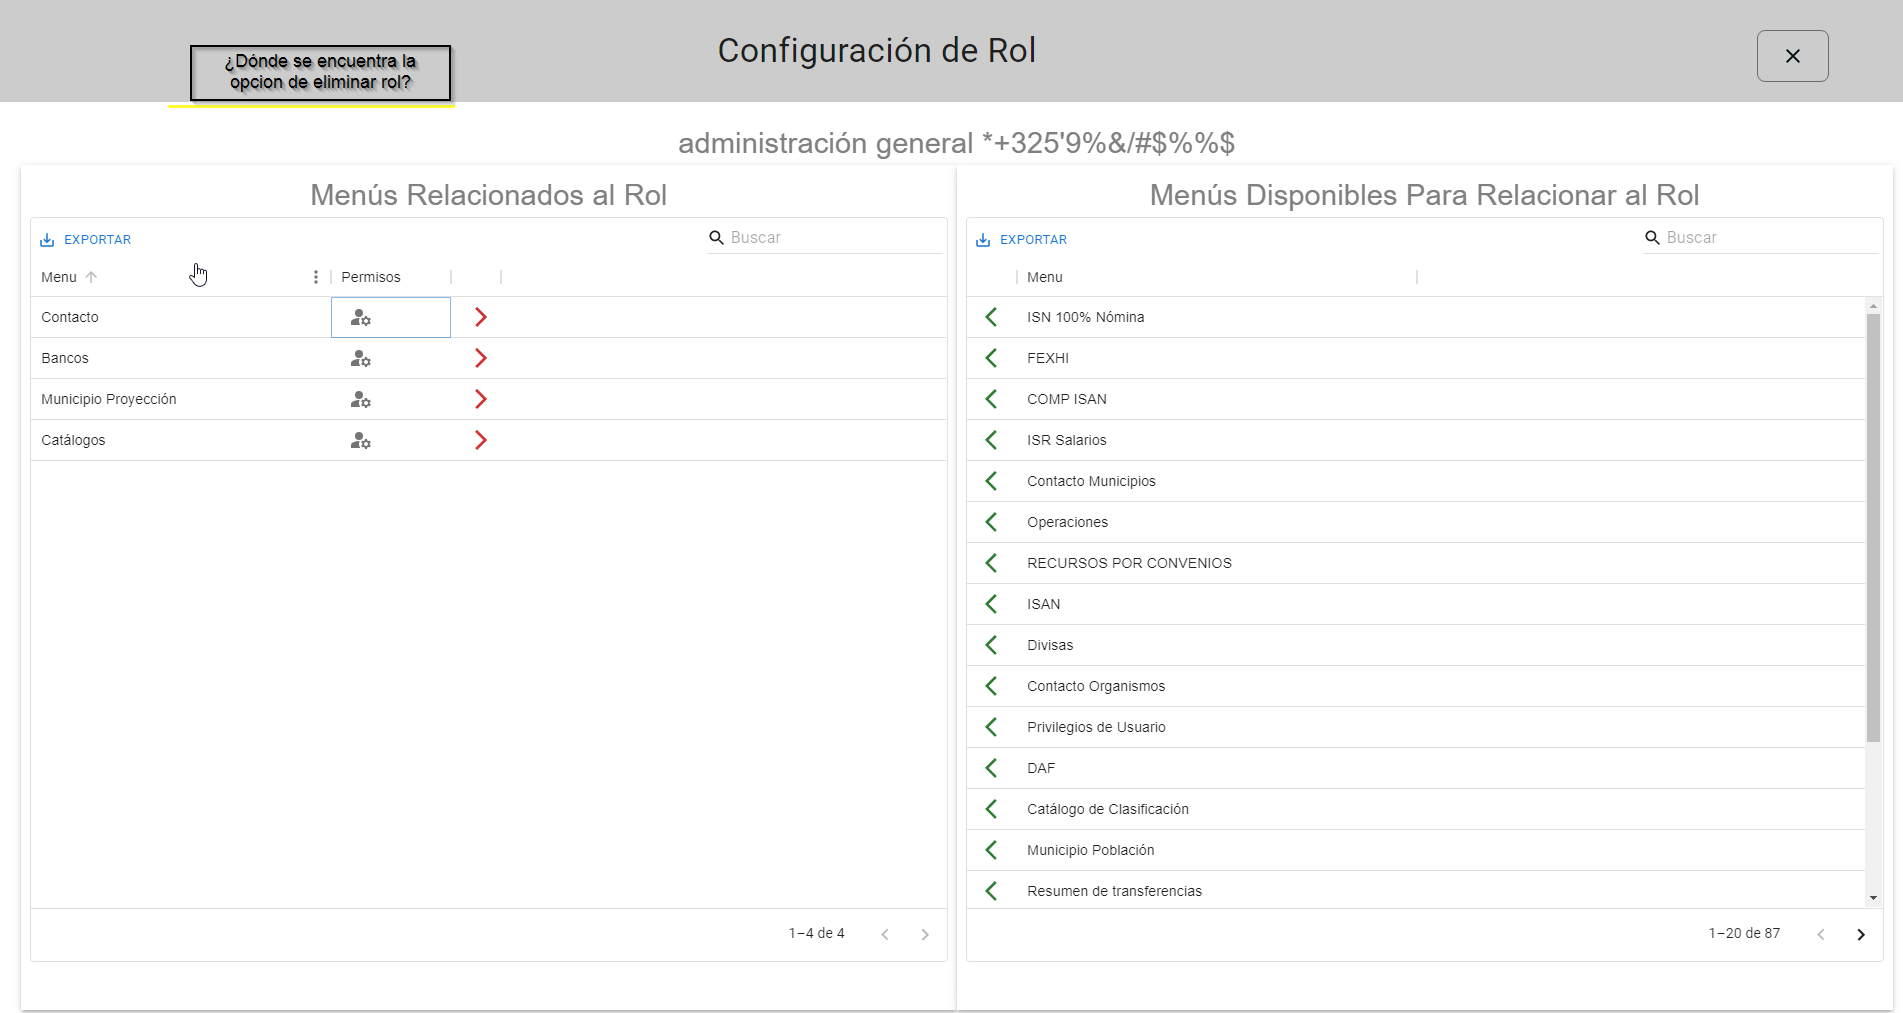 ¿Dónde se encuentra la
opcion de eliminar rol?
Configuración de Rol
administración general *+325'9%&/#$%%$
Menús Relacionados al Rol
EXPORTAR
Buscar
Menu
Permisos
Contacto
Bancos
Municipio Proyección
Catálogos
1–4 de 4
Menús Disponibles Para Relacionar al Rol
EXPORTAR
Buscar
Menu
ISN 100% Nómina
FEXHI
COMP ISAN
ISR Salarios
Contacto Municipios
Operaciones
RECURSOS POR CONVENIOS
ISAN
Divisas
Contacto Organismos
Privilegios de Usuario
DAF
Catálogo de Clasificación
Municipio Población
Resumen de transferencias
1–20 de 87